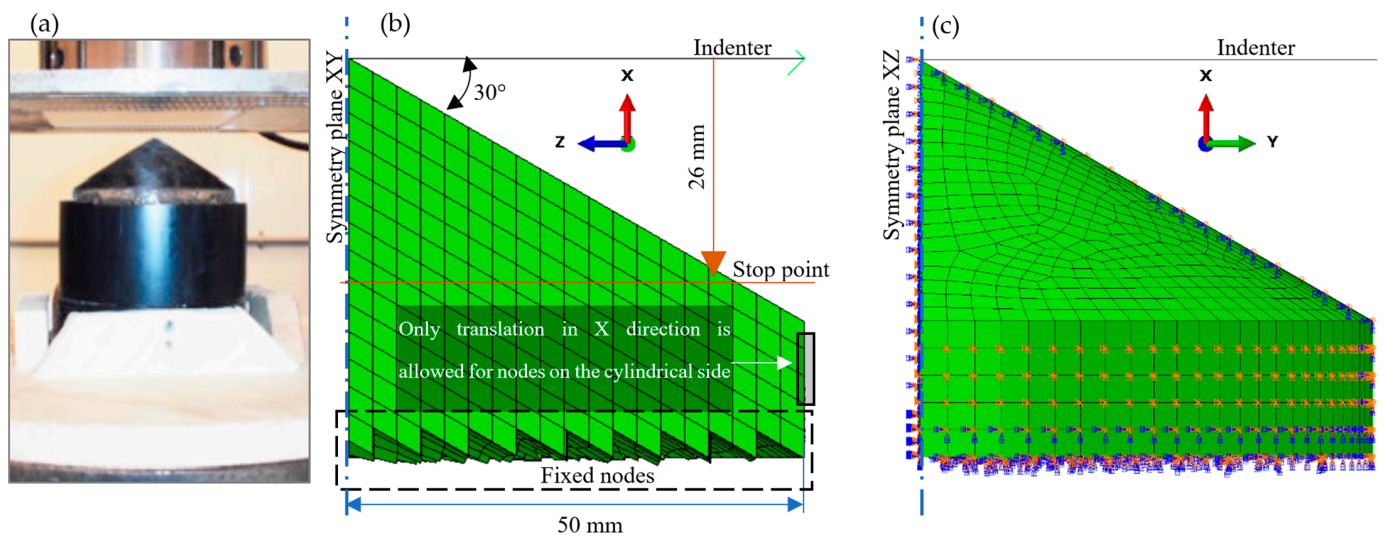 (a)
(b)
(c)
Symmetry plane XY
Indenter
30°
X
Z
26 mm
Stop point
Only translation in X direction is
allowed for nodes on the cylindrical side
Fixed nodes
50 mm
Symmetry plane XZ
Indenter
X
Y